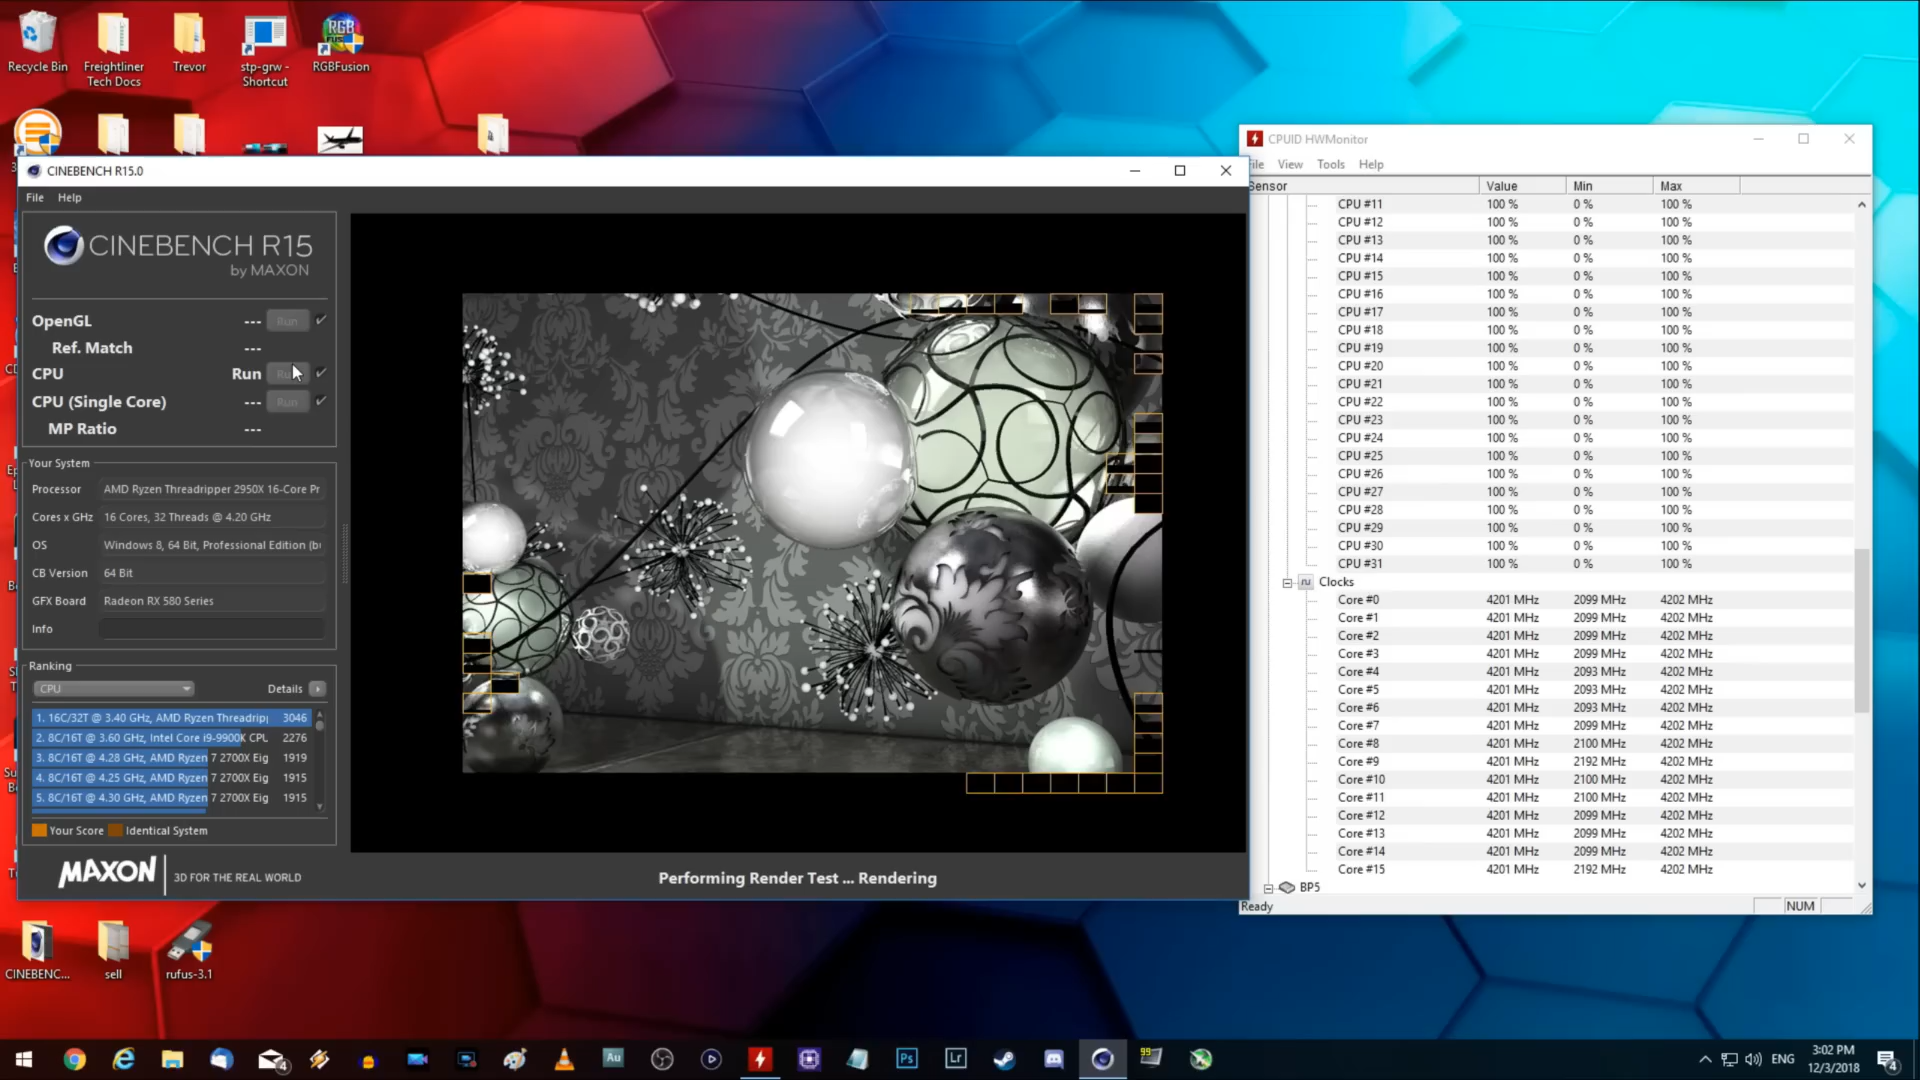 Recycle Bin
Freightliner
Tech Docs
Trevor
stp-grw -
Shortcut
RGB
RGBFusion
CINEBENCH R15.0
File Help
CINEBENCH R15
by MAXON
OpenGL --- Run
Ref. Match ---
CPU Run
CPU (Single Core) --- Run
MP Ratio ---
Your System
Processor AMD Ryzen Threadripper 2950X 16-Core Pr
Cores x GHz 16 Cores, 32 Threads @ 4.20 GHz
OS Windows 8, 64 Bit, Professional Edition (bu
CB Version 64 Bit
GFX Board Radeon RX 580 Series
Info
Ranking
CPU Details
1. 16C/32T @ 3.40 GHz, AMD Ryzen Threadripp 3046
2. 8C/16T @ 3.60 GHz, Intel Core i9-9900K CPL 2276
3. 8C/16T @ 4.28 GHz, AMD Ryzen 7 2700X Eig 1919
4. 8C/16T @ 4.25 GHz, AMD Ryzen 7 2700X Eig 1915
5. 8C/16T @ 4.30 GHz, AMD Ryzen 7 2700X Eig 1915
Your Score Identical System
MAXON 3D FOR THE REAL WORLD
Performing Render Test ... Rendering
CPUID HWMonitor
File View Tools Help
Sensor Value Min Max
CPU #11 100 % 0 % 100 %
CPU #12 100 % 0 % 100 %
CPU #13 100 % 0 % 100 %
CPU #14 100 % 0 % 100 %
CPU #15 100 % 0 % 100 %
CPU #16 100 % 0 % 100 %
CPU #17 100 % 0 % 100 %
CPU #18 100 % 0 % 100 %
CPU #19 100 % 0 % 100 %
CPU #20 100 % 0 % 100 %
CPU #21 100 % 0 % 100 %
CPU #22 100 % 0 % 100 %
CPU #23 100 % 0 % 100 %
CPU #24 100 % 0 % 100 %
CPU #25 100 % 0 % 100 %
CPU #26 100 % 0 % 100 %
CPU #27 100 % 0 % 100 %
CPU #28 100 % 0 % 100 %
CPU #29 100 % 0 % 100 %
CPU #30 100 % 0 % 100 %
CPU #31 100 % 0 % 100 %
Clocks
Core #0 4201 MHz 2099 MHz 4202 MHz
Core #1 4201 MHz 2099 MHz 4202 MHz
Core #2 4201 MHz 2099 MHz 4202 MHz
Core #3 4201 MHz 2099 MHz 4202 MHz
Core #4 4201 MHz 2093 MHz 4202 MHz
Core #5 4201 MHz 2093 MHz 4202 MHz
Core #6 4201 MHz 2093 MHz 4202 MHz
Core #7 4201 MHz 2099 MHz 4202 MHz
Core #8 4201 MHz 2100 MHz 4202 MHz
Core #9 4201 MHz 2192 MHz 4202 MHz
Core #10 4201 MHz 2100 MHz 4202 MHz
Core #11 4201 MHz 2100 MHz 4202 MHz
Core #12 4201 MHz 2099 MHz 4202 MHz
Core #13 4201 MHz 2099 MHz 4202 MHz
Core #14 4201 MHz 2099 MHz 4202 MHz
Core #15 4201 MHz 2192 MHz 4202 MHz
BP5
Ready NUM
CINEBENC...
sell
rufus-3.1
4
Au
Ps
Lr
99
ENG
3:02 PM
12/3/2018
4